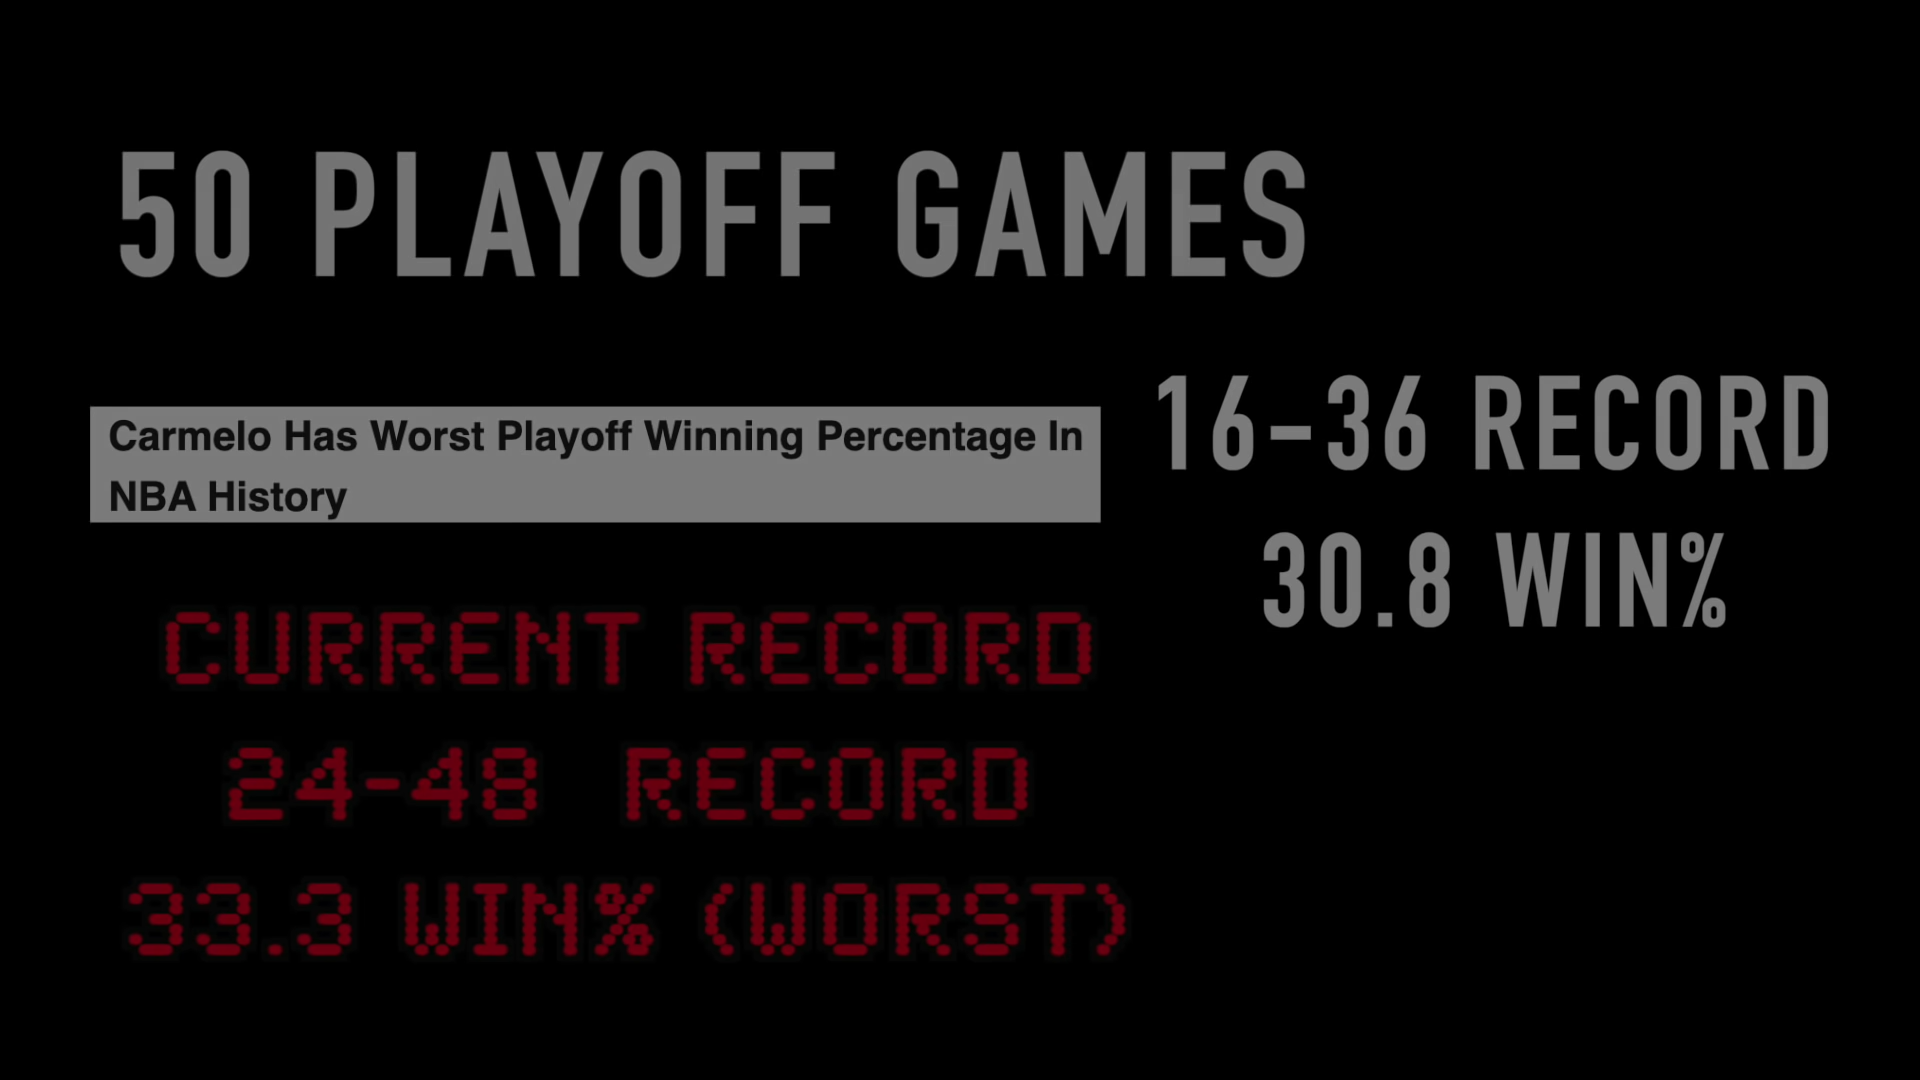 50 PLAYOFF GAMES
Carmelo Has Worst Playoff Winning Percentage In
NBA History
16-36 RECORD
30.8 WIN%
CURRENT RECORD
24-48 RECORD
33.3 WIN% (WORST)